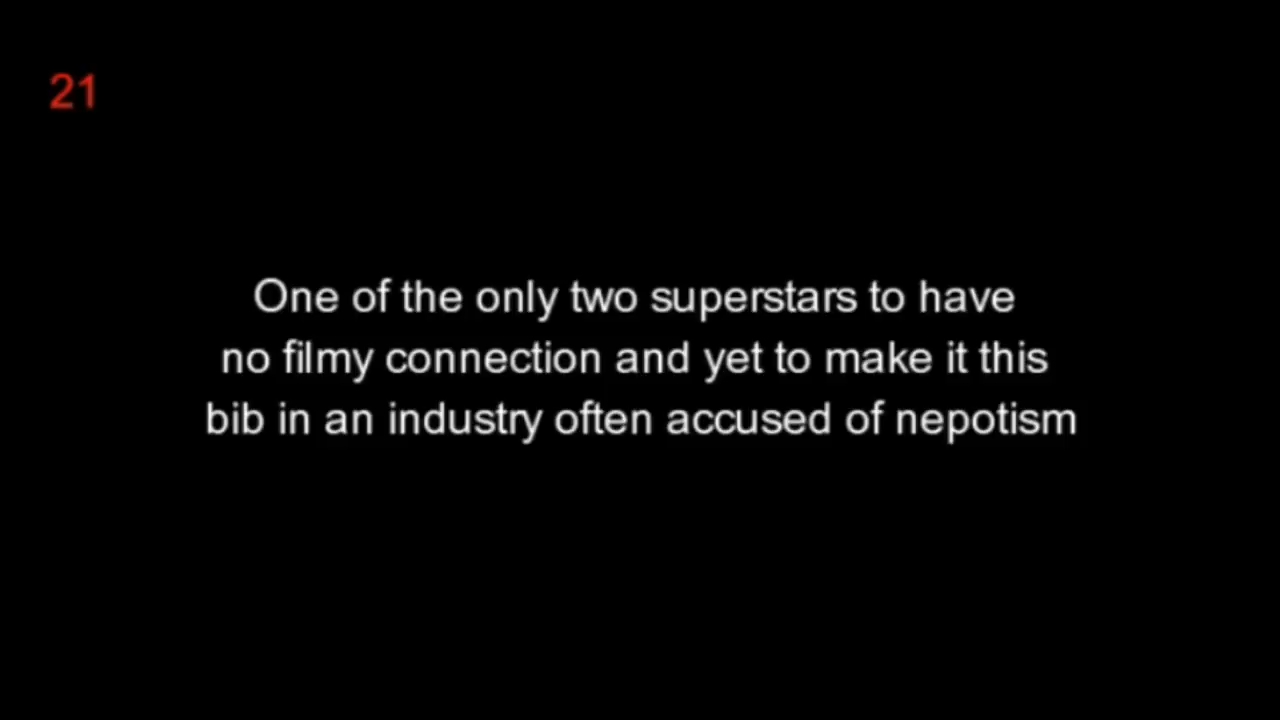 21
One of the only two superstars to have
no filmy connection and yet to make it this
bib in an industry often accused of nepotism